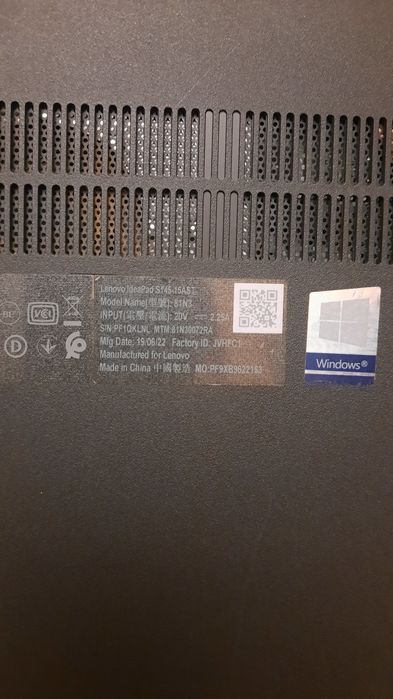 Lenovo IdeaPad S145-15AST
Model Name(型號): 81N3
INPUT(電壓/電流): 20V ⎓ 2.25A
S/N:PF1QKLNL MTM:81N30072RA
Mfg Date: 19/06/22 Factory ID: JVHFC1
Manufactured for Lenovo
Made in China 中國製造 MO:PF9XB9622153
VCI
Windows®